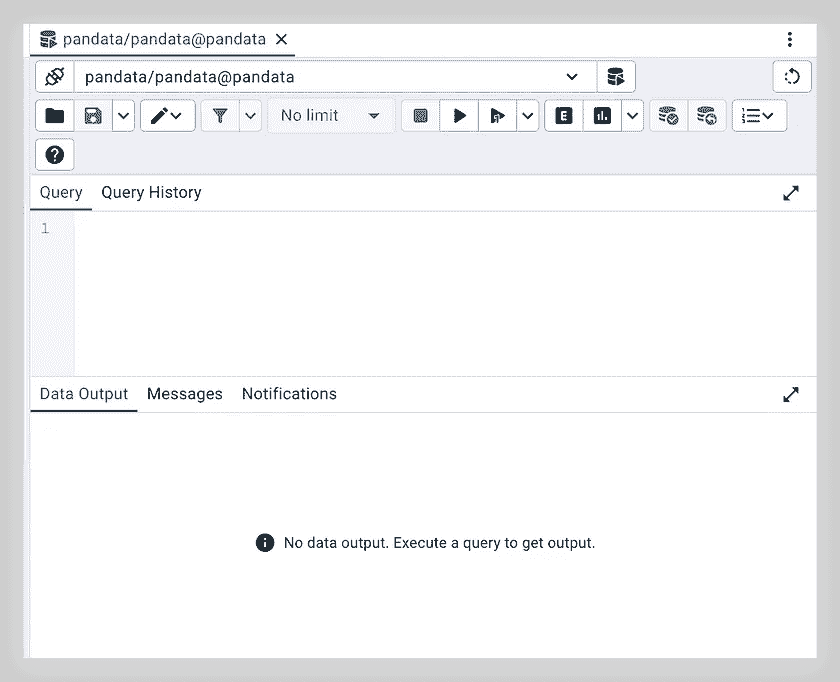 pandata/pandata@pandata
pandata/pandata@pandata
No limit
E
Query Query History
1
Data Output Messages Notifications
No data output. Execute a query to get output.